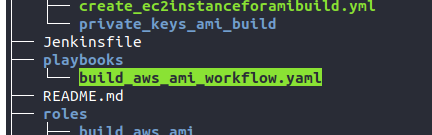 ├── create_ec2instanceforamibuild.yml
└── private_keys_ami_build
├── Jenkinsfile
├── playbooks
└── build_aws_ami_workflow.yaml
├── README.md
├── roles
├── build_aws_ami